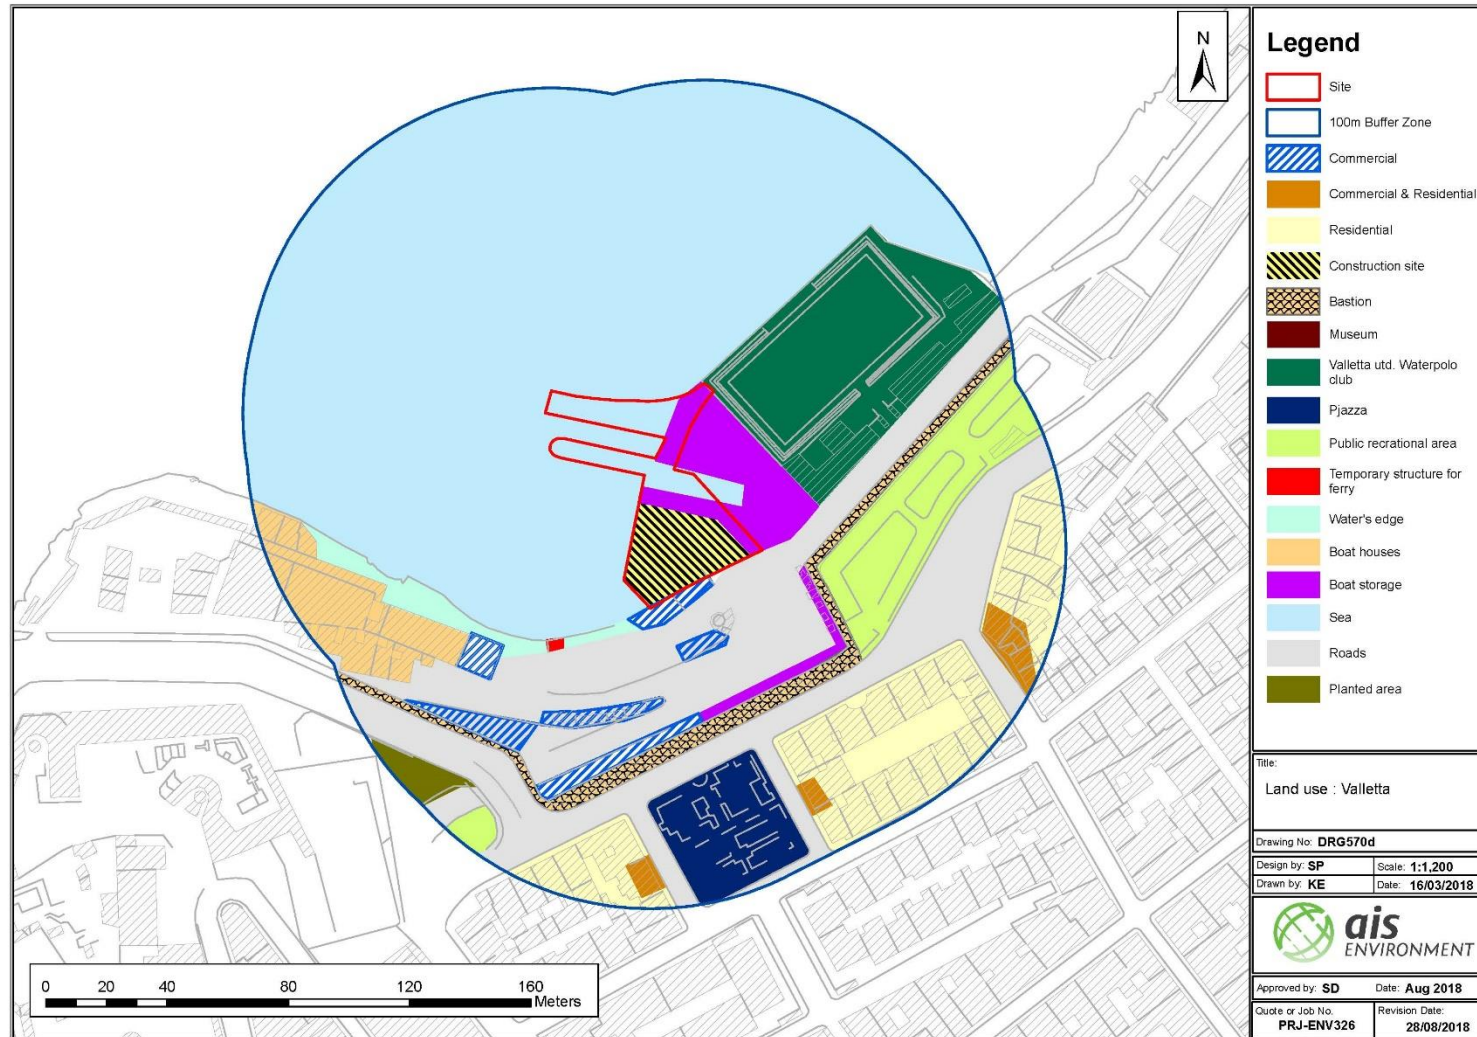 N
Legend
Site
100m Buffer Zone
Commercial
Commercial & Residential
Residential
Construction site
Bastion
Museum
Valletta utd. Waterpolo
club
Pjazza
Public recrational area
Temporary structure for
ferry
Water's edge
Boat houses
Boat storage
Sea
Roads
Planted area
Title:
Land use : Valletta
Drawing No: DRG570d
Design by: SP
Scale: 1:1,200
Drawn by: KE
Date: 16/03/2018
ais
ENVIRONMENT
Approved by: SD
Date: Aug 2018
Quote or Job No.
PRJ-ENV326
Revision Date:
28/08/2018
0 20 40 80 120 160
Meters